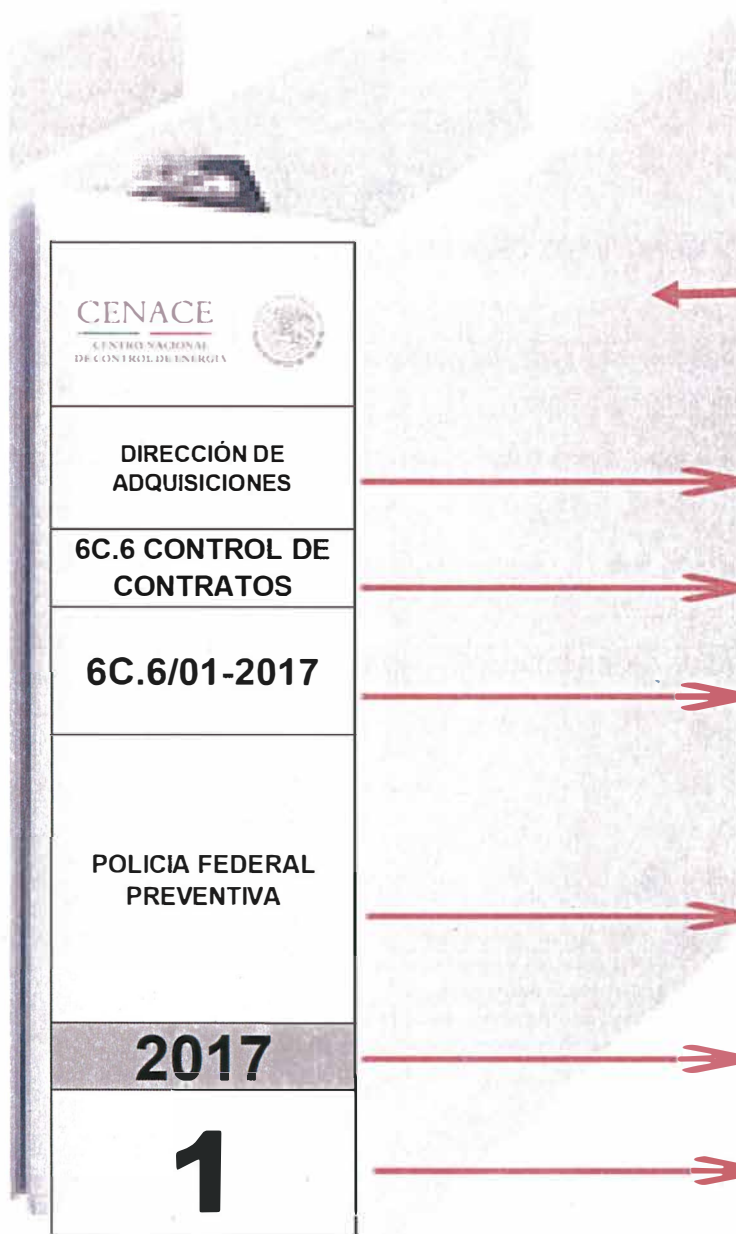 CENACE
CENTRO NACIONAL
DE CONTROL DE ENERGÍA
DIRECCIÓN DE
ADQUISICIONES
6C.6 CONTROL DE
CONTRATOS
6C.6/01-2017
POLICIA FEDERAL
PREVENTIVA
2017
1